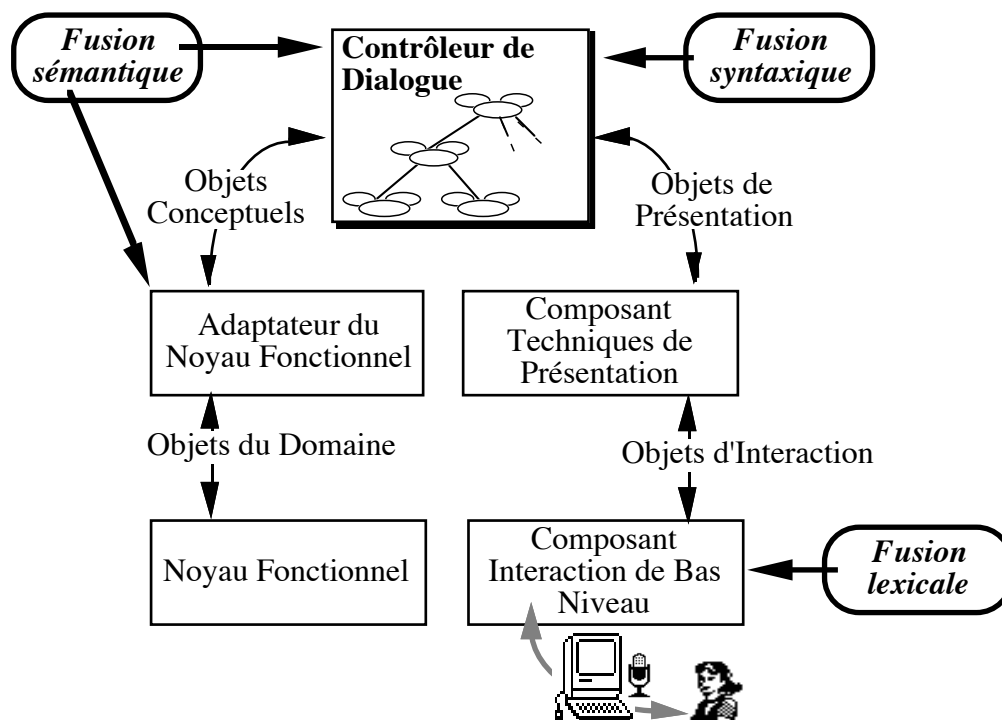 Fusion
sémantique
Contrôleur de
Dialogue
Fusion
syntaxique
Objets
Conceptuels
Objets de
Présentation
Adaptateur du
Noyau Fonctionnel
Composant
Techniques de
Présentation
Objets du Domaine
Objets d'Interaction
Noyau Fonctionnel
Composant
Interaction de Bas
Niveau
Fusion
lexicale